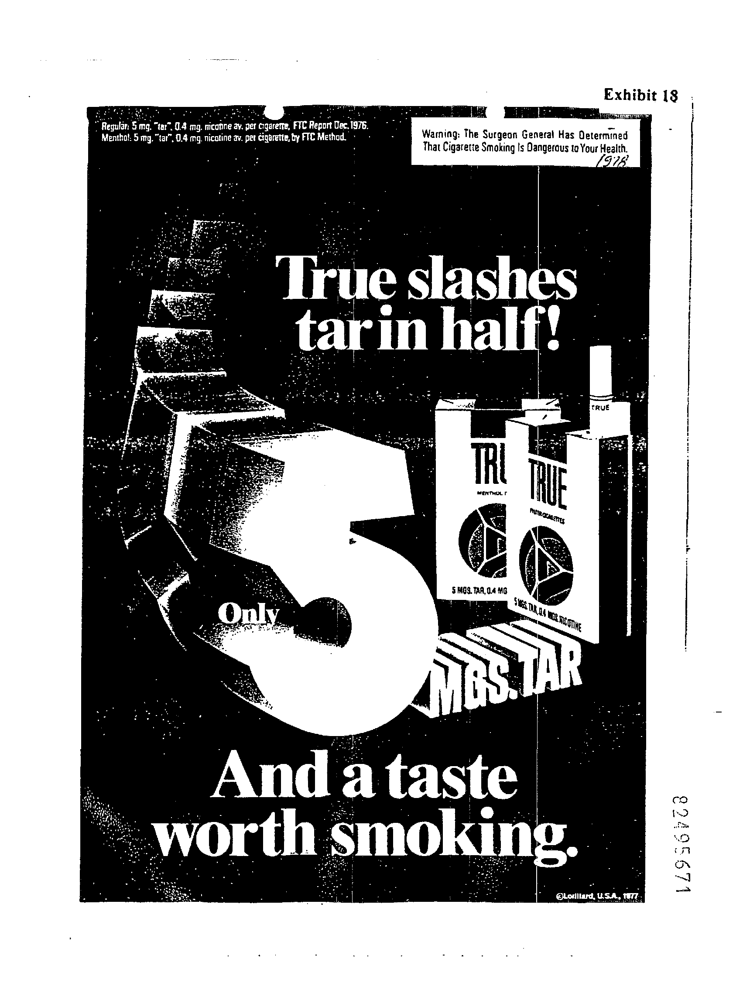 Exhibit 18
Regular: 5 mg. "tar", 0.4 mg. nicotine av. per cigarette, FTC Report Dec. 1976.
Menthol: 5 mg. "tar", 0.4 mg. nicotine av. per cigarette, by FTC Method.
Warning: The Surgeon General Has Determined
That Cigarette Smoking Is Dangerous to Your Health.
1978
True slashes
tar in half!
TRUE
TRU
MENTHOL
5 MGS. TAR, 0.4 MG
TRUE
FILTER CIGARETTES
5 MGS. TAR, 0.4 MGS. NICOTINE
Only
5
MGS. TAR
And a taste
worth smoking.
©Lorillard, U.S.A., 1977
82495671